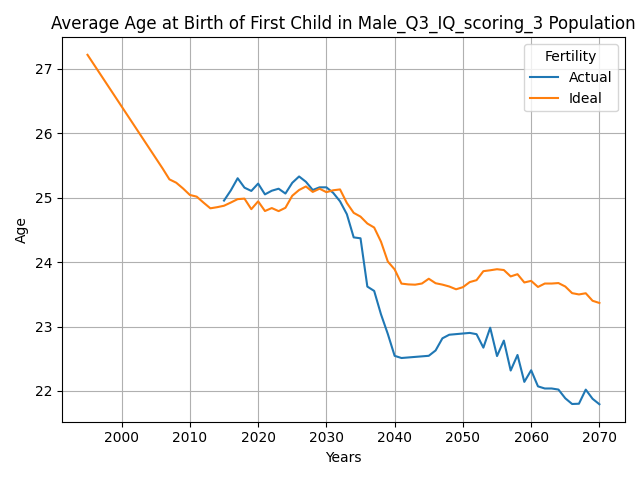 Average Age at Birth of First Child in Male_Q3_IQ_scoring_3 Population
Fertility
Actual
Ideal
27
26
25
24
23
22
Age
2000 2010 2020 2030 2040 2050 2060 2070
Years